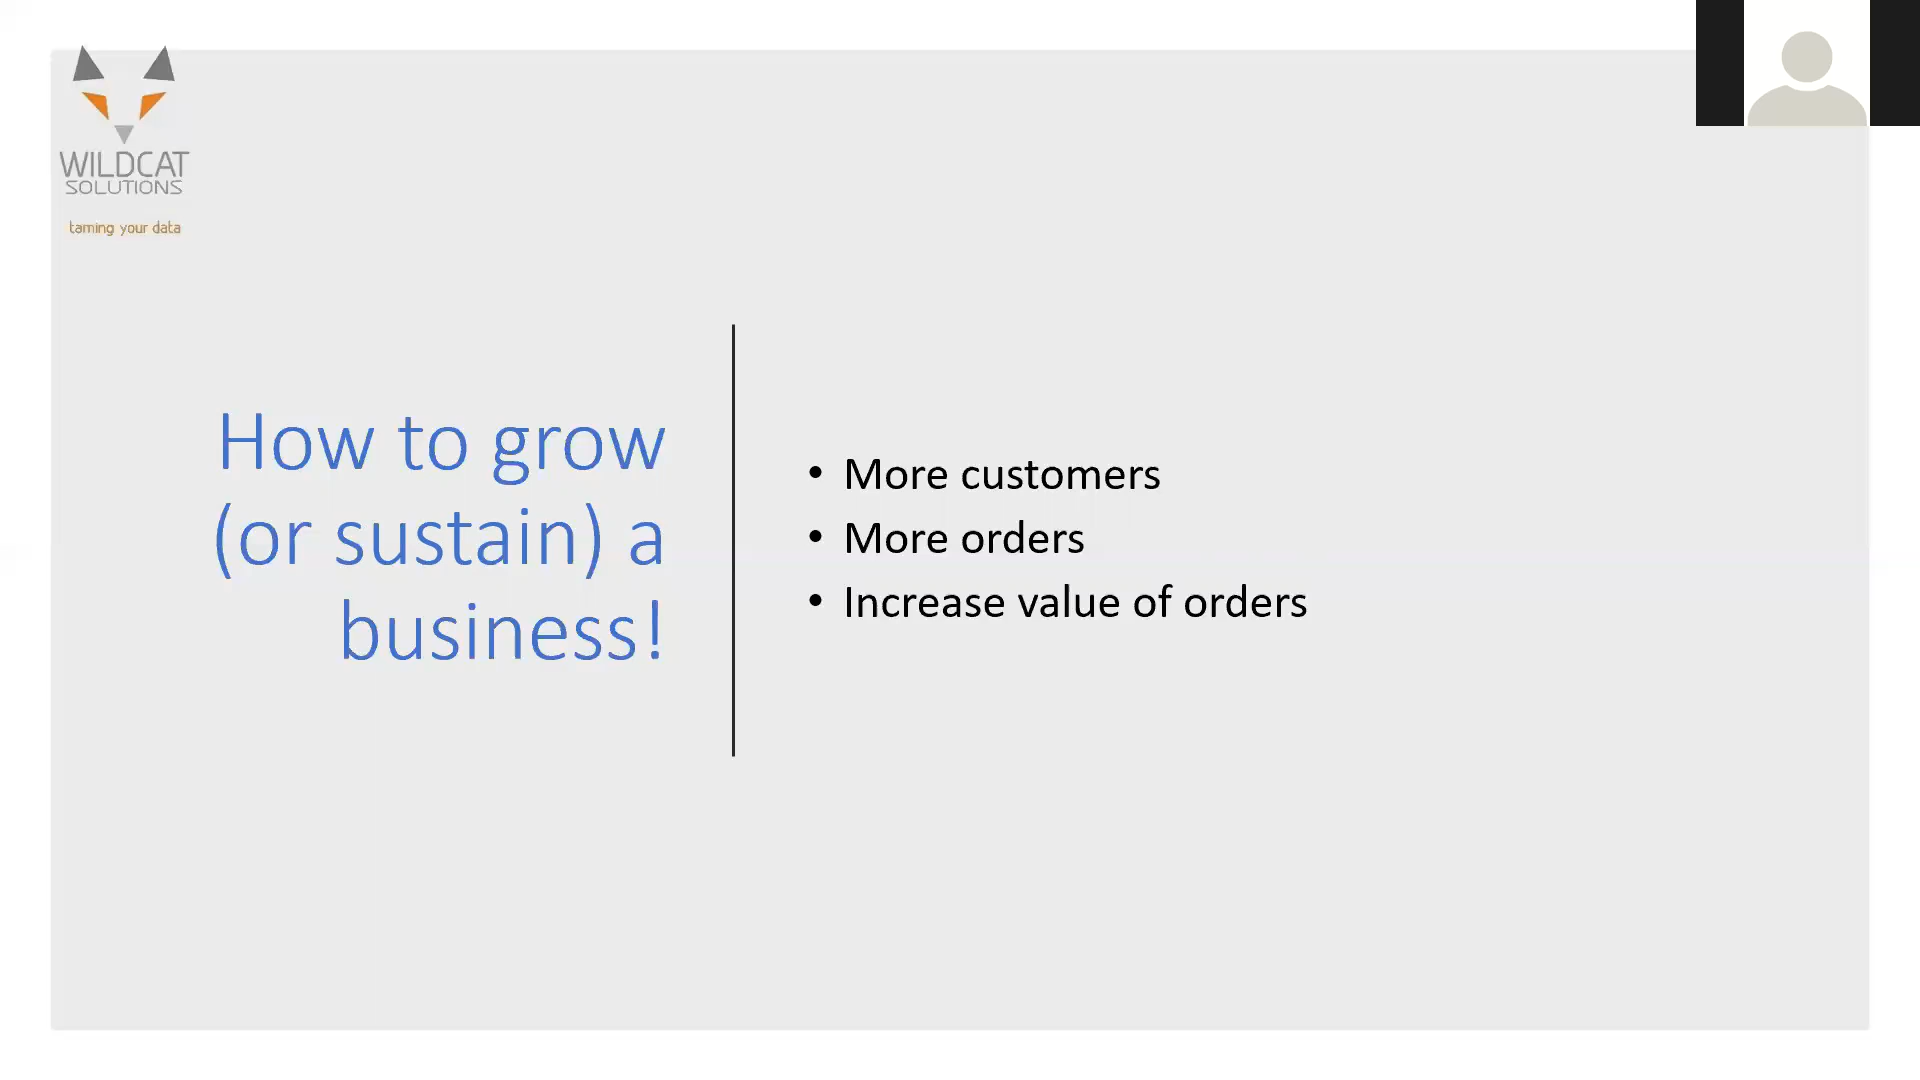 WILDCAT
SOLUTIONS
taming your data
How to grow
(or sustain) a
business!
• More customers
• More orders
• Increase value of orders